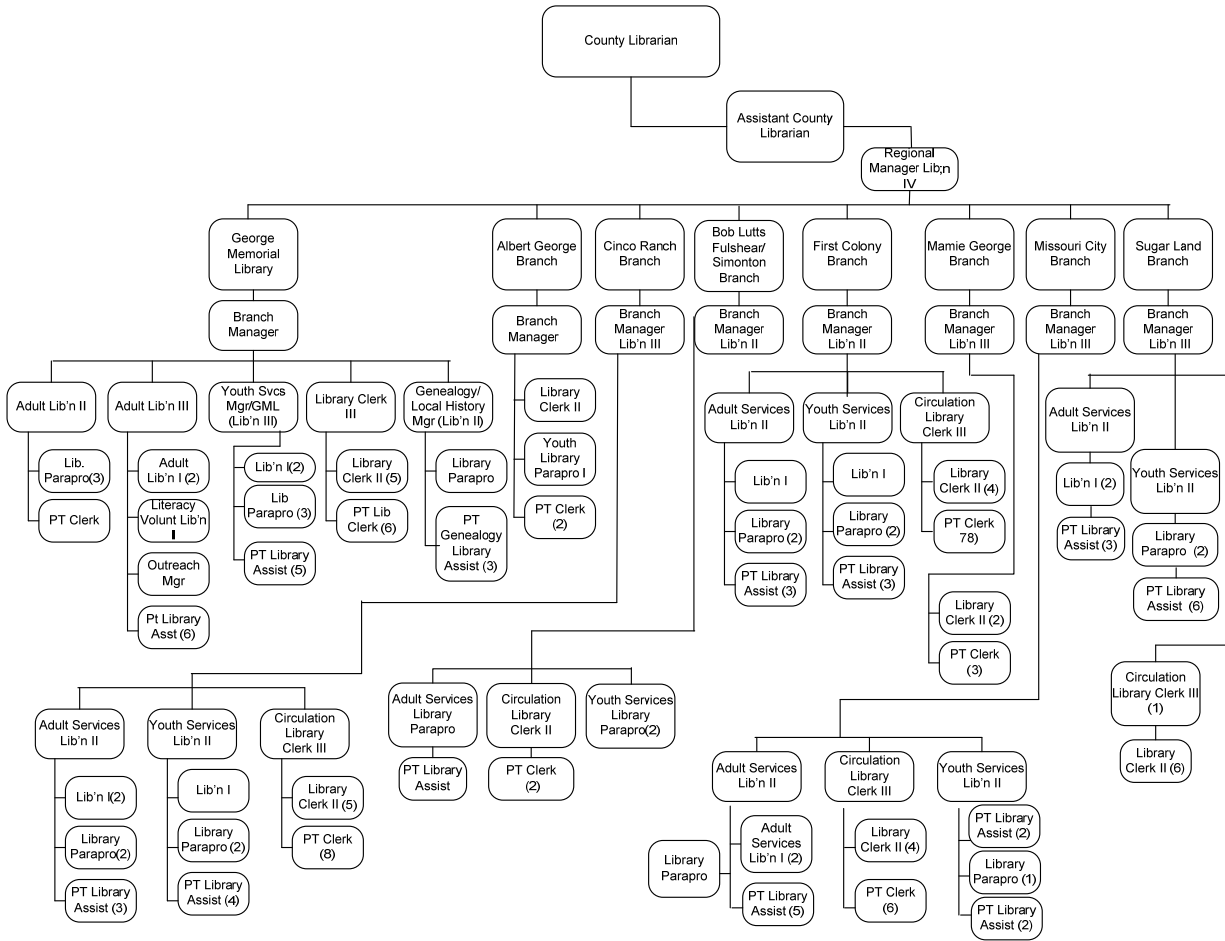 County Librarian
Assistant County
Librarian
Regional
Manager Lib;n
IV
George
Memorial
Library
Albert George
Branch
Cinco Ranch
Branch
Bob Lutts
Fulshear/
Simonton
Branch
First Colony
Branch
Mamie George
Branch
Missouri City
Branch
Sugar Land
Branch
Branch
Manager
Branch
Manager
Branch
Manager
Lib'n III
Branch
Manager
Lib'n II
Branch
Manager
Lib'n II
Branch
Manager
Lib'n III
Branch
Manager
Lib'n III
Branch
Manager
Lib'n III
Adult Lib'n II
Adult Lib'n III
Youth Svcs
Mgr/GML
(Lib'n III)
Library Clerk
III
Genealogy/
Local History
Mgr (Lib'n II)
Lib.
Parapro(3)
PT Clerk
Adult
Lib'n I (2)
Literacy
Volunt Lib'n
I
Outreach
Mgr
Pt Library
Asst (6)
Lib'n I(2)
Lib
Parapro (3)
PT Library
Assist (5)
Library
Clerk II (5)
PT Lib
Clerk (6)
Library
Parapro
PT
Genealogy
Library
Assist (3)
Library
Clerk II
Youth
Library
Parapro I
PT Clerk
(2)
Adult Services
Lib'n II
Youth Services
Lib'n II
Circulation
Library
Clerk III
Lib'n I
Library
Parapro (2)
PT Library
Assist (3)
Lib'n I
Library
Parapro (2)
PT Library
Assist (3)
Library
Clerk II (4)
PT Clerk
78)
Library
Clerk II (2)
PT Clerk
(3)
Adult Services
Lib'n II
Lib'n I (2)
PT Library
Assist (3)
Youth Services
Lib'n II
Library
Parapro (2)
PT Library
Assist (6)
Circulation
Library Clerk III
(1)
Library
Clerk II (6)
Adult Services
Lib'n II
Youth Services
Lib'n II
Circulation
Library
Clerk III
Lib'n I(2)
Library
Parapro(2)
PT Library
Assist (3)
Lib'n I
Library
Parapro (2)
PT Library
Assist (4)
Library
Clerk II (5)
PT Clerk
(8)
Adult Services
Library
Parapro
Circulation
Library
Clerk II
Youth Services
Library
Parapro(2)
PT Library
Assist
PT Clerk
(2)
Adult Services
Lib'n II
Circulation
Library
Clerk III
Youth Services
Lib'n II
Library
Parapro
Adult
Services
Lib'n I (2)
PT Library
Assist (5)
Library
Clerk II (4)
PT Clerk
(6)
PT Library
Assist (2)
Library
Parapro (1)
PT Library
Assist (2)